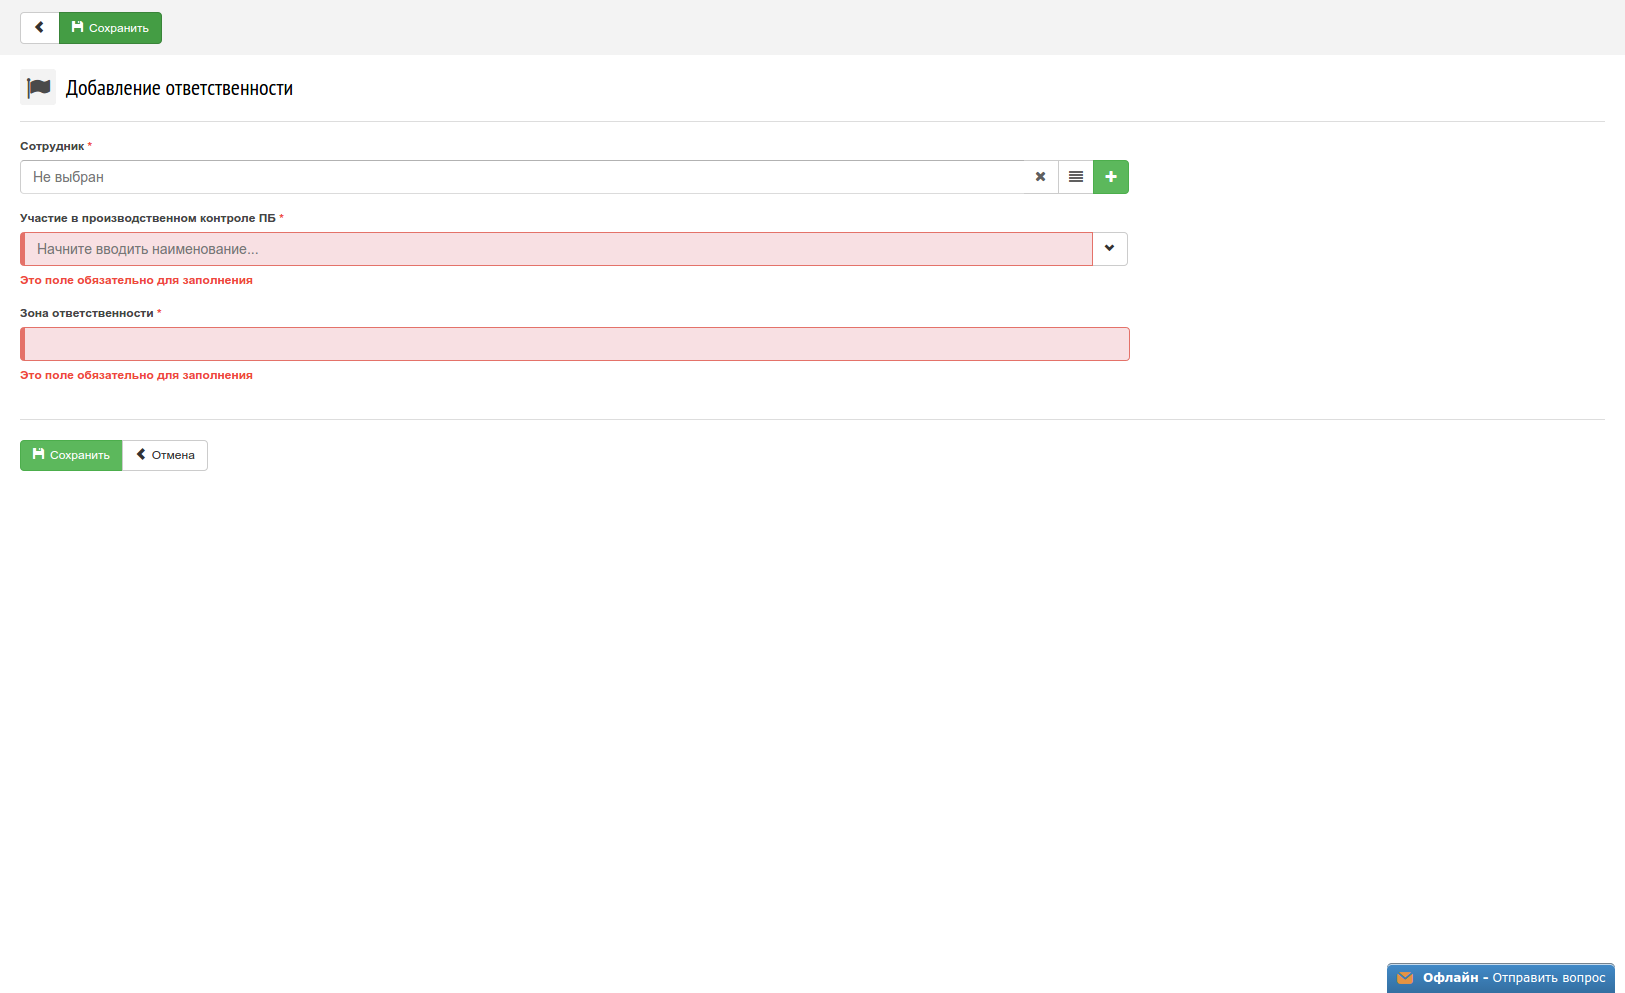 Сохранить
Добавление ответственности
Сотрудник *
Не выбран
Участие в производственном контроле ПБ *
Начните вводить наименование...
Это поле обязательно для заполнения
Зона ответственности *
Это поле обязательно для заполнения
Сохранить Отмена
Офлайн - Отправить вопрос